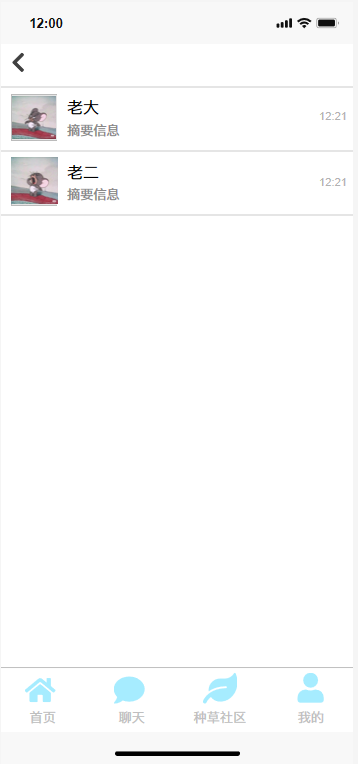 12:00
老大
12:21
摘要信息
老二
12:21
摘要信息
首页 聊天 种草社区 我的